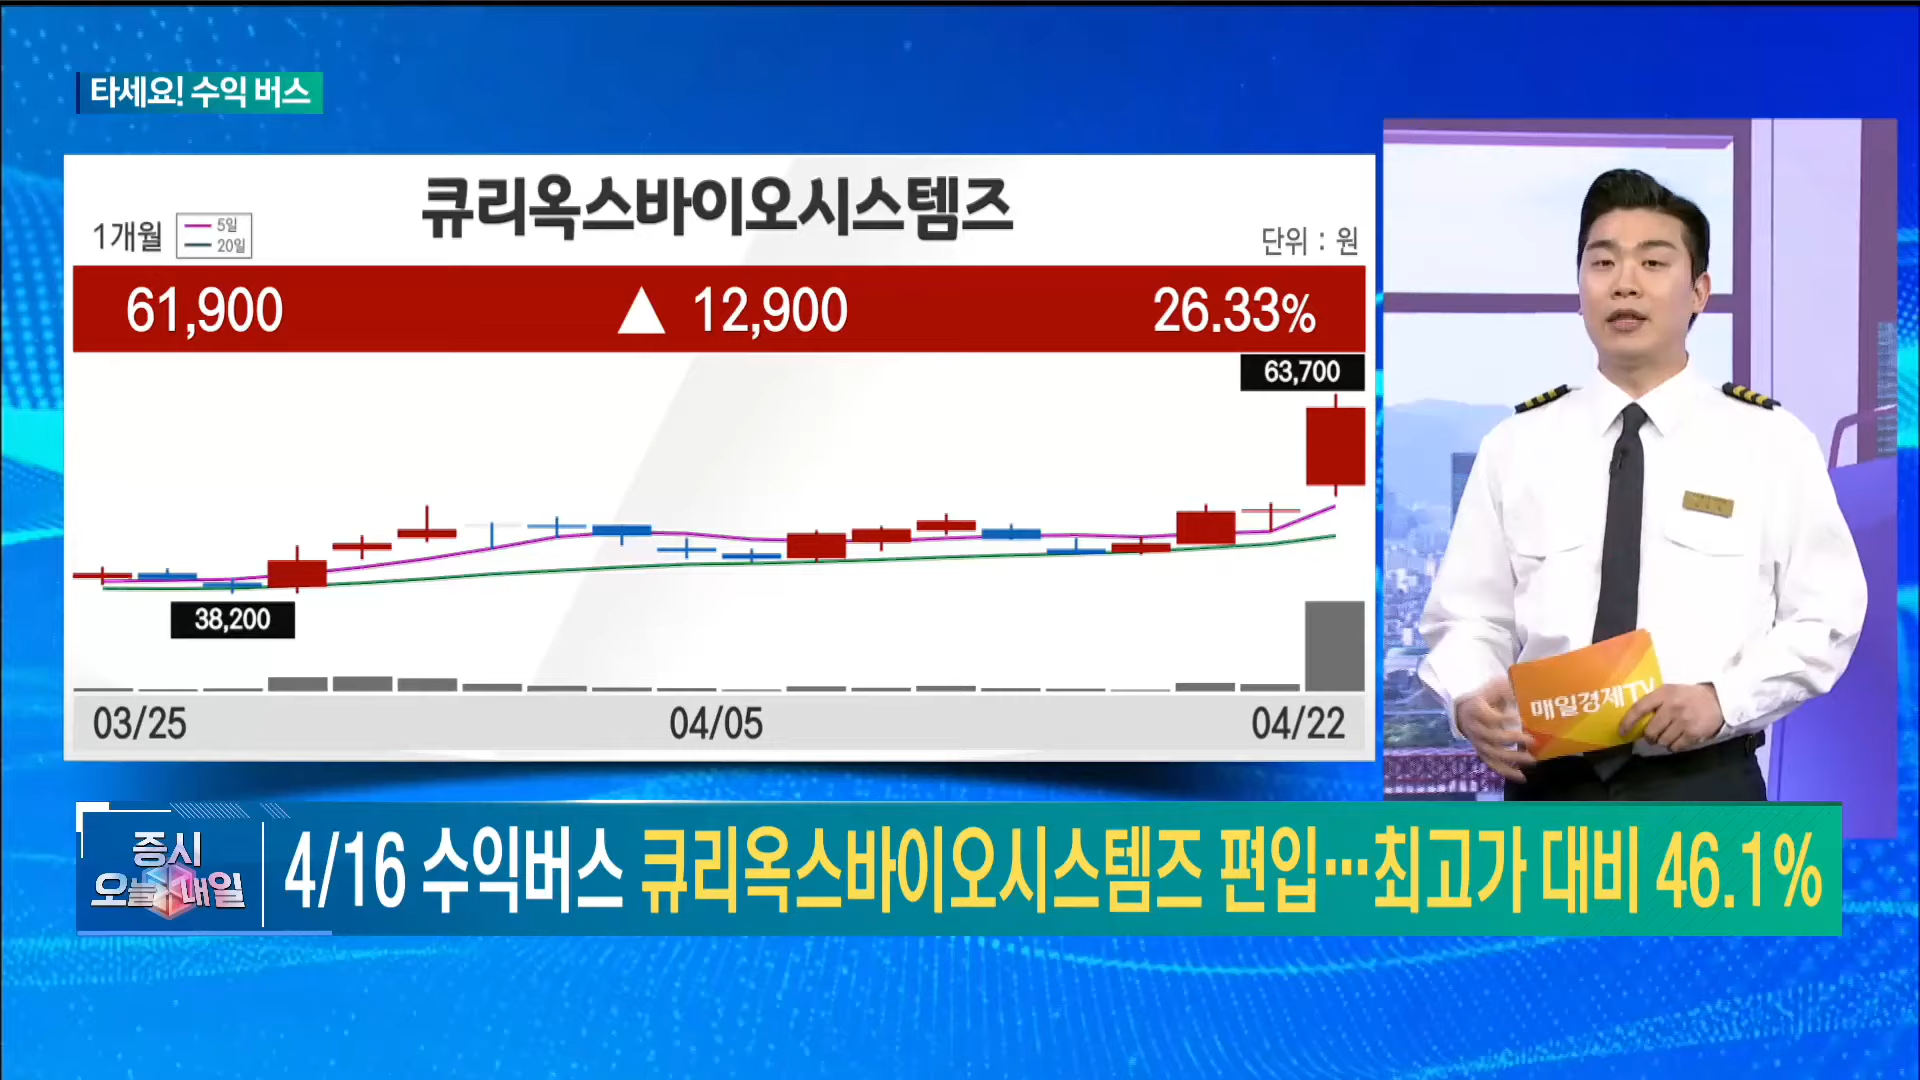 타세요! 수익 버스
큐리옥스바이오시스템즈
1개월
5일
20일
단위 : 원
61,900 ▲ 12,900 26.33%
63,700
38,200
03/25 04/05 04/22
매일경제TV
증시
오늘 매일
4/16 수익버스 큐리옥스바이오시스템즈 편입…최고가 대비 46.1%